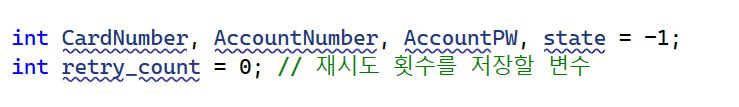 int CardNumber, AccountNumber, AccountPW, state = -1;
int retry_count = 0; // 재시도 횟수를 저장할 변수